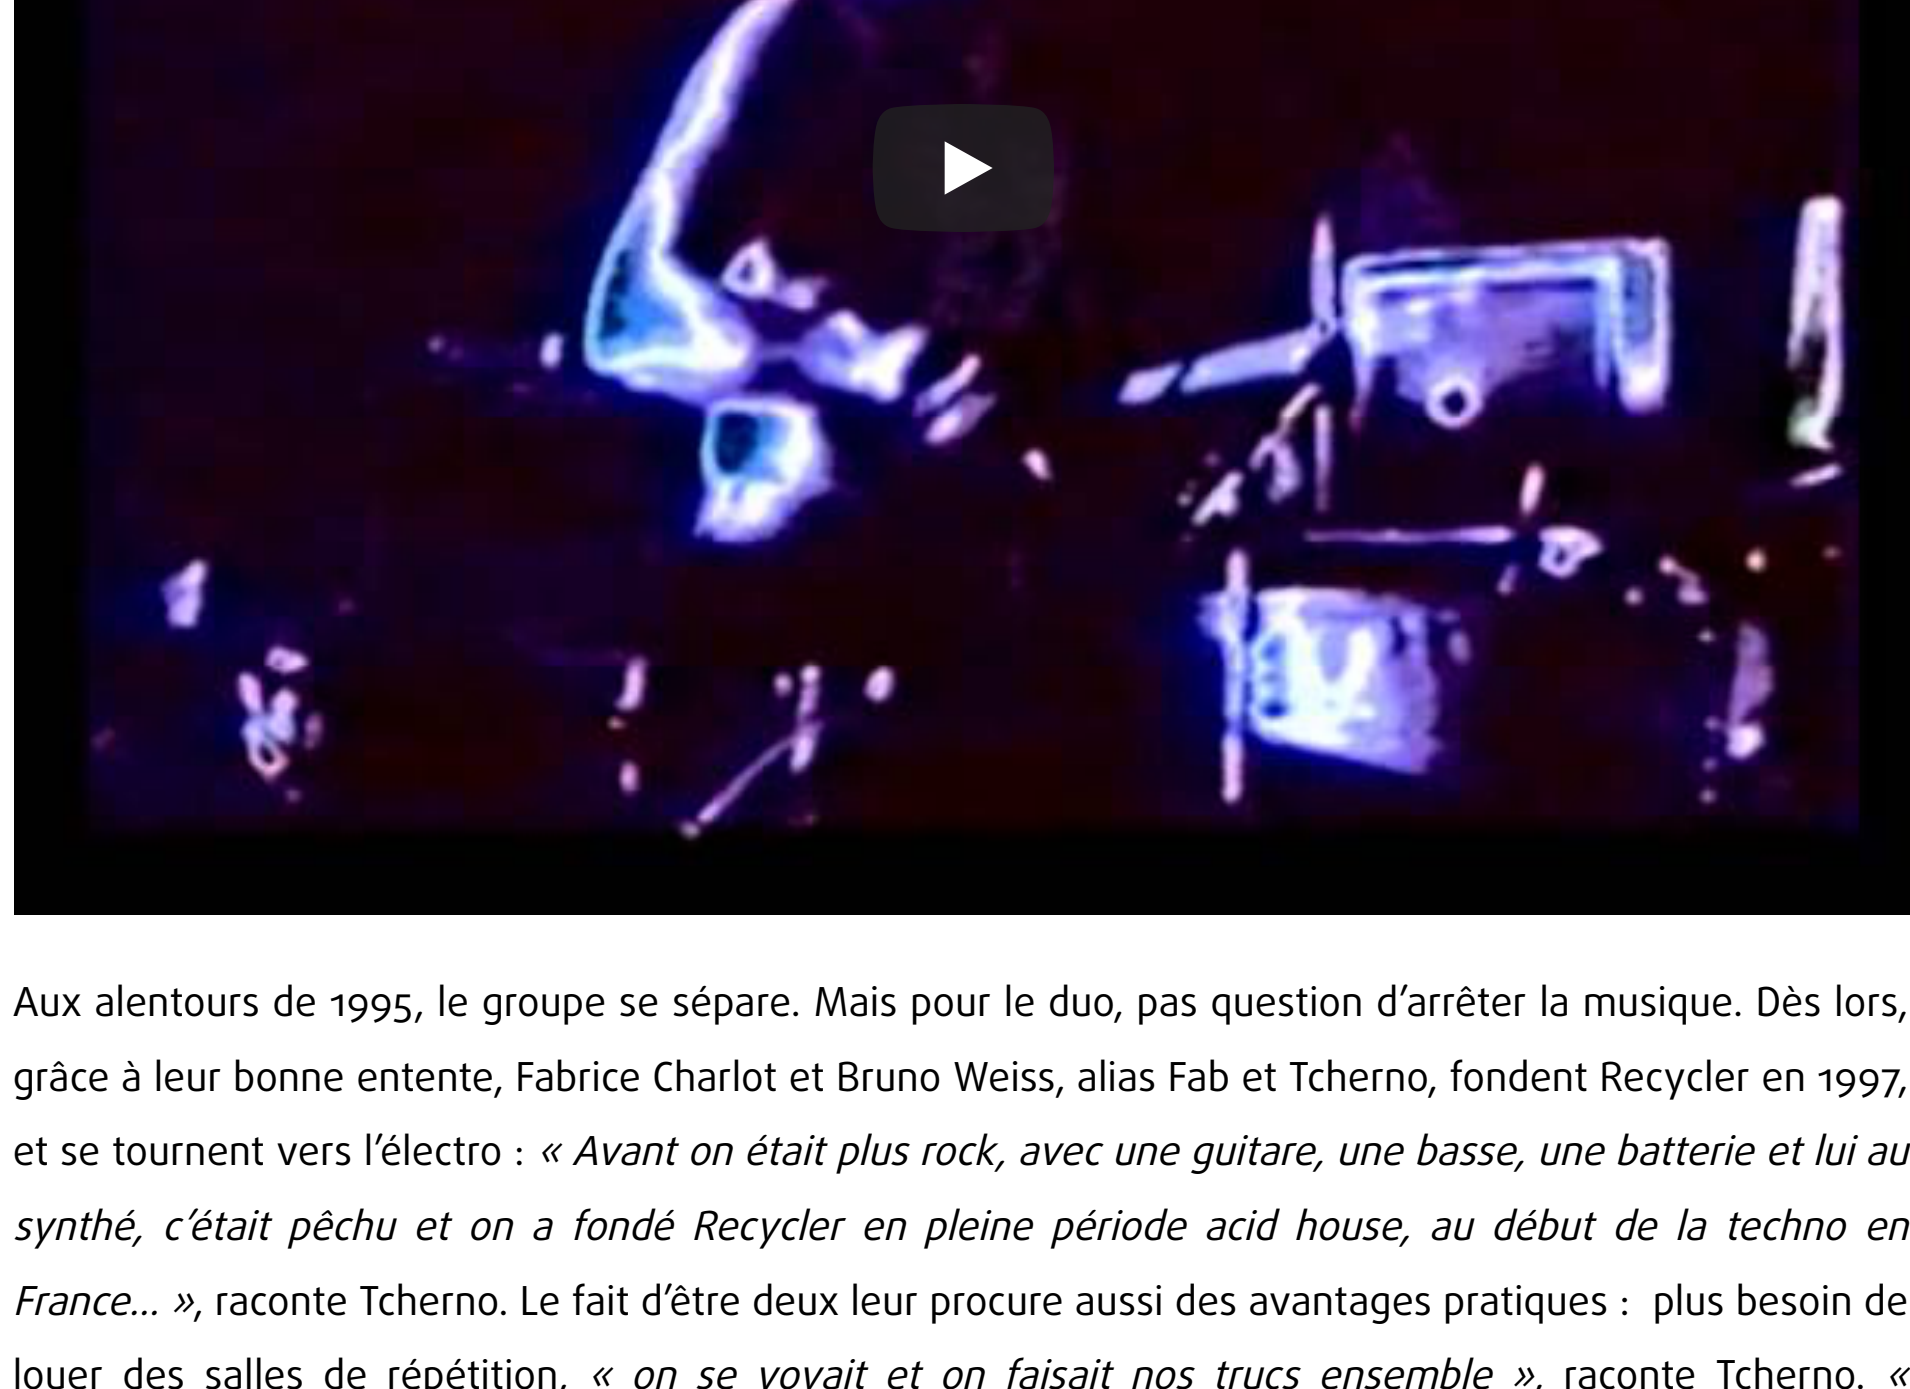 Aux alentours de 1995, le groupe se sépare. Mais pour le duo, pas question d’arrêter la musique. Dès lors,
grâce à leur bonne entente, Fabrice Charlot et Bruno Weiss, alias Fab et Tcherno, fondent Recycler en 1997,
et se tournent vers l’électro : « Avant on était plus rock, avec une guitare, une basse, une batterie et lui au
synthé, c’était pêchu et on a fondé Recycler en pleine période acid house, au début de la techno en
France... », raconte Tcherno. Le fait d’être deux leur procure aussi des avantages pratiques :  plus besoin de
louer des salles de répétition, « on se voyait et on faisait nos trucs ensemble », raconte Tcherno. «